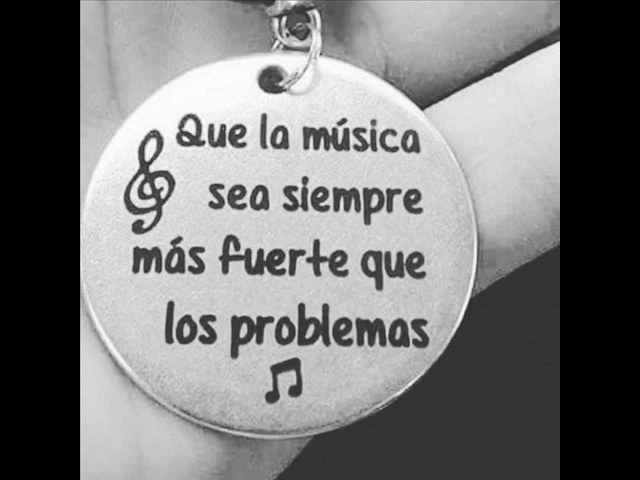 Que la música
sea siempre
más fuerte que
los problemas